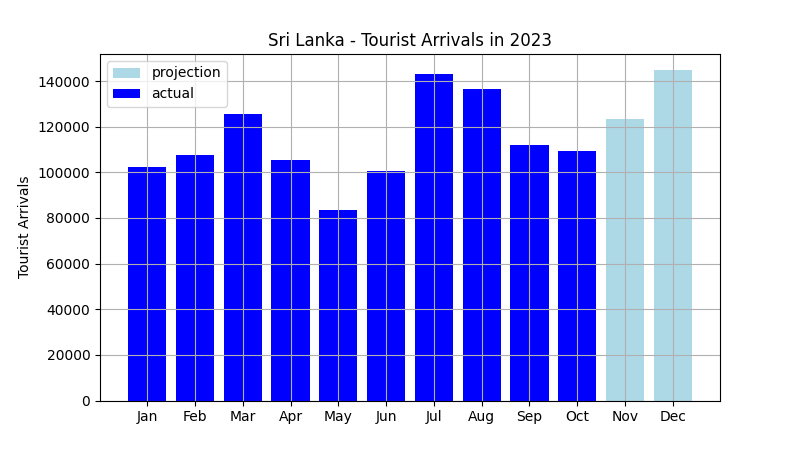 Sri Lanka - Tourist Arrivals in 2023
projection
actual
Tourist Arrivals
140000
120000
100000
80000
60000
40000
20000
0
Jan Feb Mar Apr May Jun Jul Aug Sep Oct Nov Dec